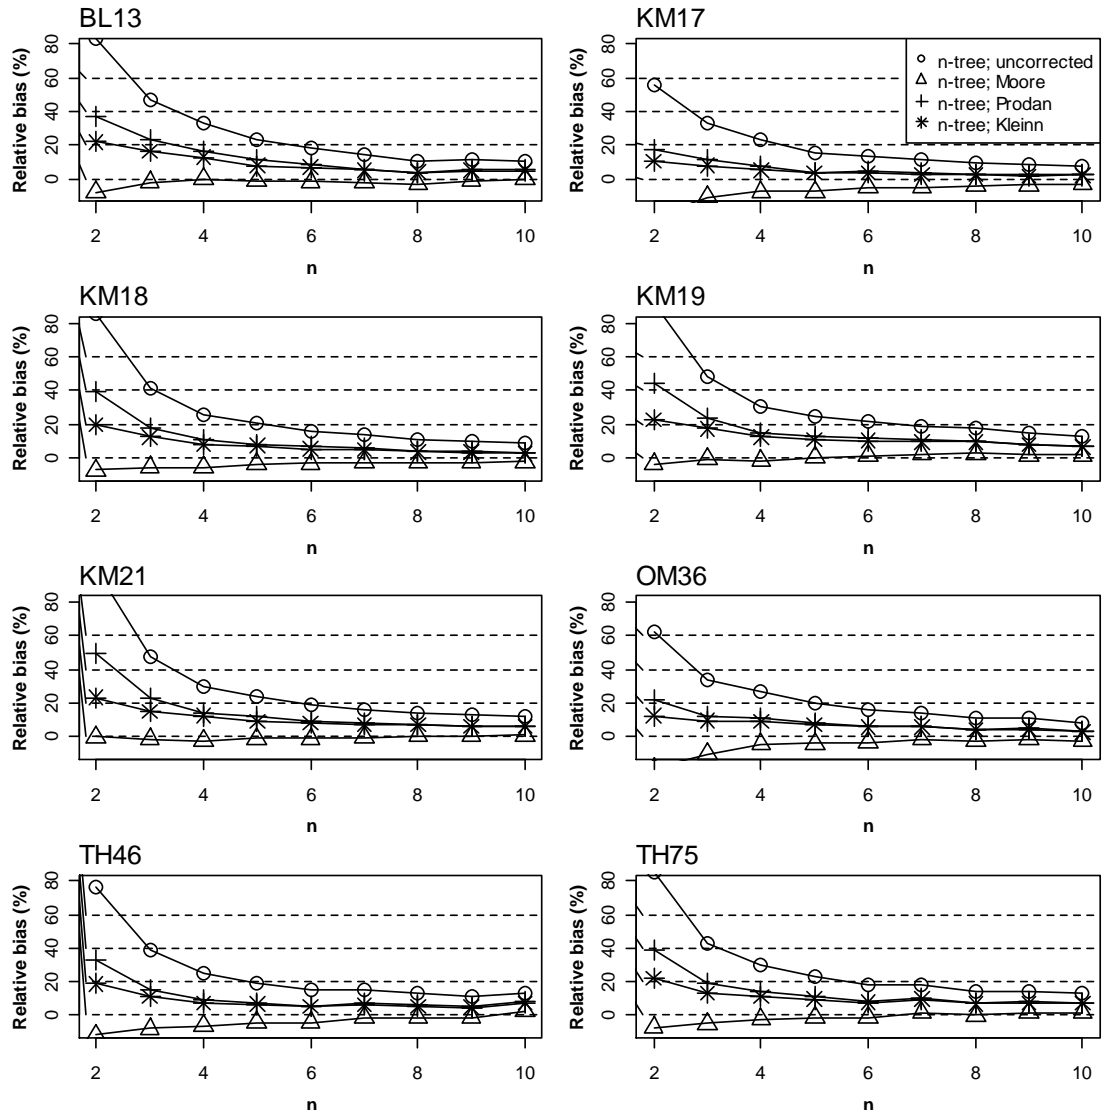 BL13
Relative bias (%)
0 20 40 60 80
2 4 6 8 10
n
KM17
Relative bias (%)
0 20 40 60 80
2 4 6 8 10
n
n-tree; uncorrected
n-tree; Moore
n-tree; Prodan
n-tree; Kleinn
KM18
Relative bias (%)
0 20 40 60 80
2 4 6 8 10
n
KM19
Relative bias (%)
0 20 40 60 80
2 4 6 8 10
n
KM21
Relative bias (%)
0 20 40 60 80
2 4 6 8 10
n
OM36
Relative bias (%)
0 20 40 60 80
2 4 6 8 10
n
TH46
Relative bias (%)
0 20 40 60 80
2 4 6 8 10
n
TH75
Relative bias (%)
0 20 40 60 80
2 4 6 8 10
n